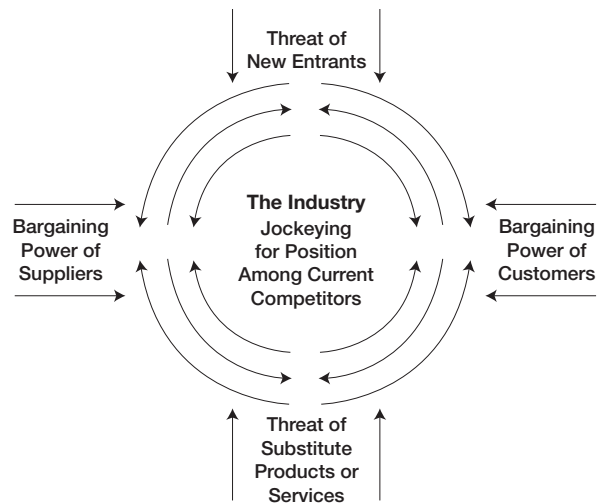 Threat of
New Entrants
Bargaining
Power of
Suppliers
The Industry
Jockeying
for Position
Among Current
Competitors
Bargaining
Power of
Customers
Threat of
Substitute
Products or
Services